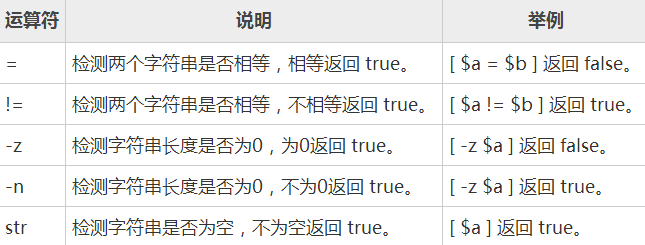 运算符 说明 举例
= 检测两个字符串是否相等，相等返回 true。 [ $a = $b ] 返回 false。
!= 检测两个字符串是否相等，不相等返回 true。 [ $a != $b ] 返回 true。
-z 检测字符串长度是否为0，为0返回 true。 [ -z $a ] 返回 false。
-n 检测字符串长度是否为0，不为0返回 true。 [ -z $a ] 返回 true。
str 检测字符串是否为空，不为空返回 true。 [ $a ] 返回 true。